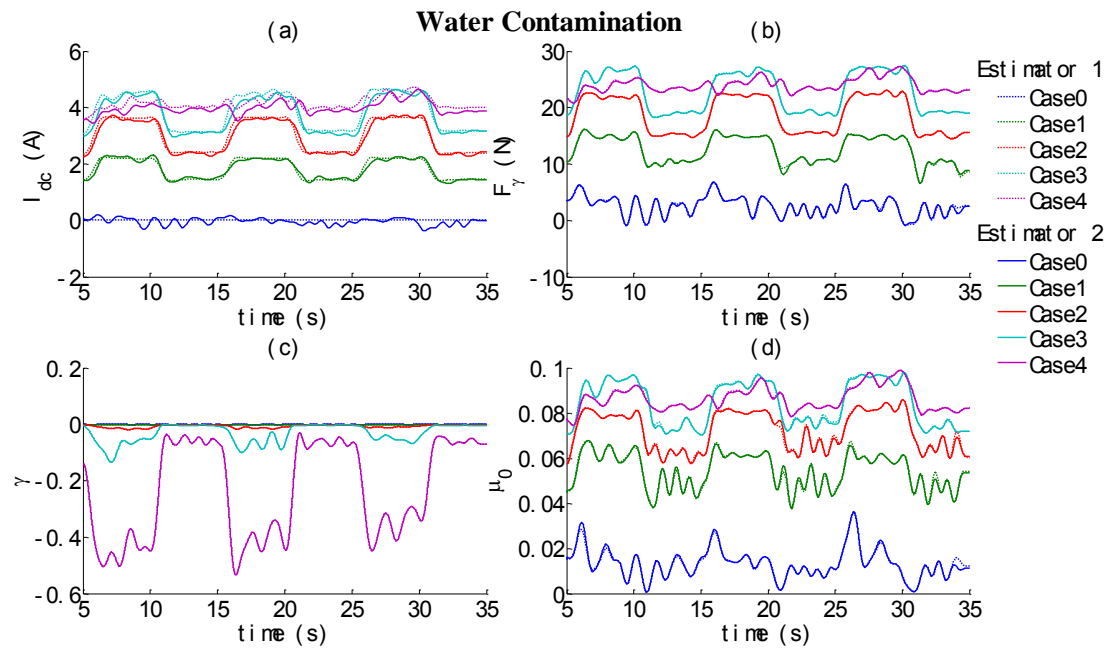 Water Contamination
(a)
I_dc (A)
6
4
2
0
-2
5 10 15 20 25 30 35
time (s)
(b)
F_γ (N)
30
20
10
0
-10
5 10 15 20 25 30 35
time (s)
Estimator 1
Case0
Case1
Case2
Case3
Case4
Estimator 2
Case0
Case1
Case2
Case3
Case4
(c)
γ
0.2
0
-0.2
-0.4
-0.6
5 10 15 20 25 30 35
time (s)
(d)
μ_0
0.1
0.08
0.06
0.04
0.02
0
5 10 15 20 25 30 35
time (s)